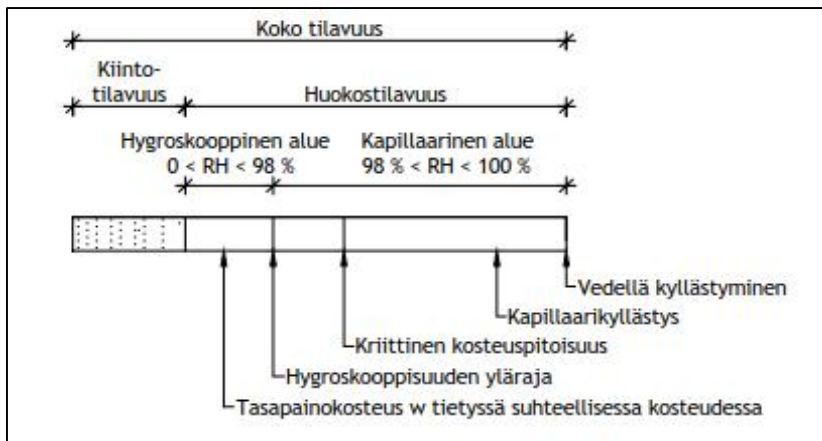 Koko tilavuus
Kiinto-
tilavuus
Huokostilavuus
Hygroskooppinen alue
0 < RH < 98 %
Kapillaarinen alue
98 % < RH < 100 %
Vedellä kyllästyminen
Kapillaarikyllästys
Kriittinen kosteuspitoisuus
Hygroskooppisuuden yläraja
Tasapainokosteus w tietyssä suhteellisessa kosteudessa